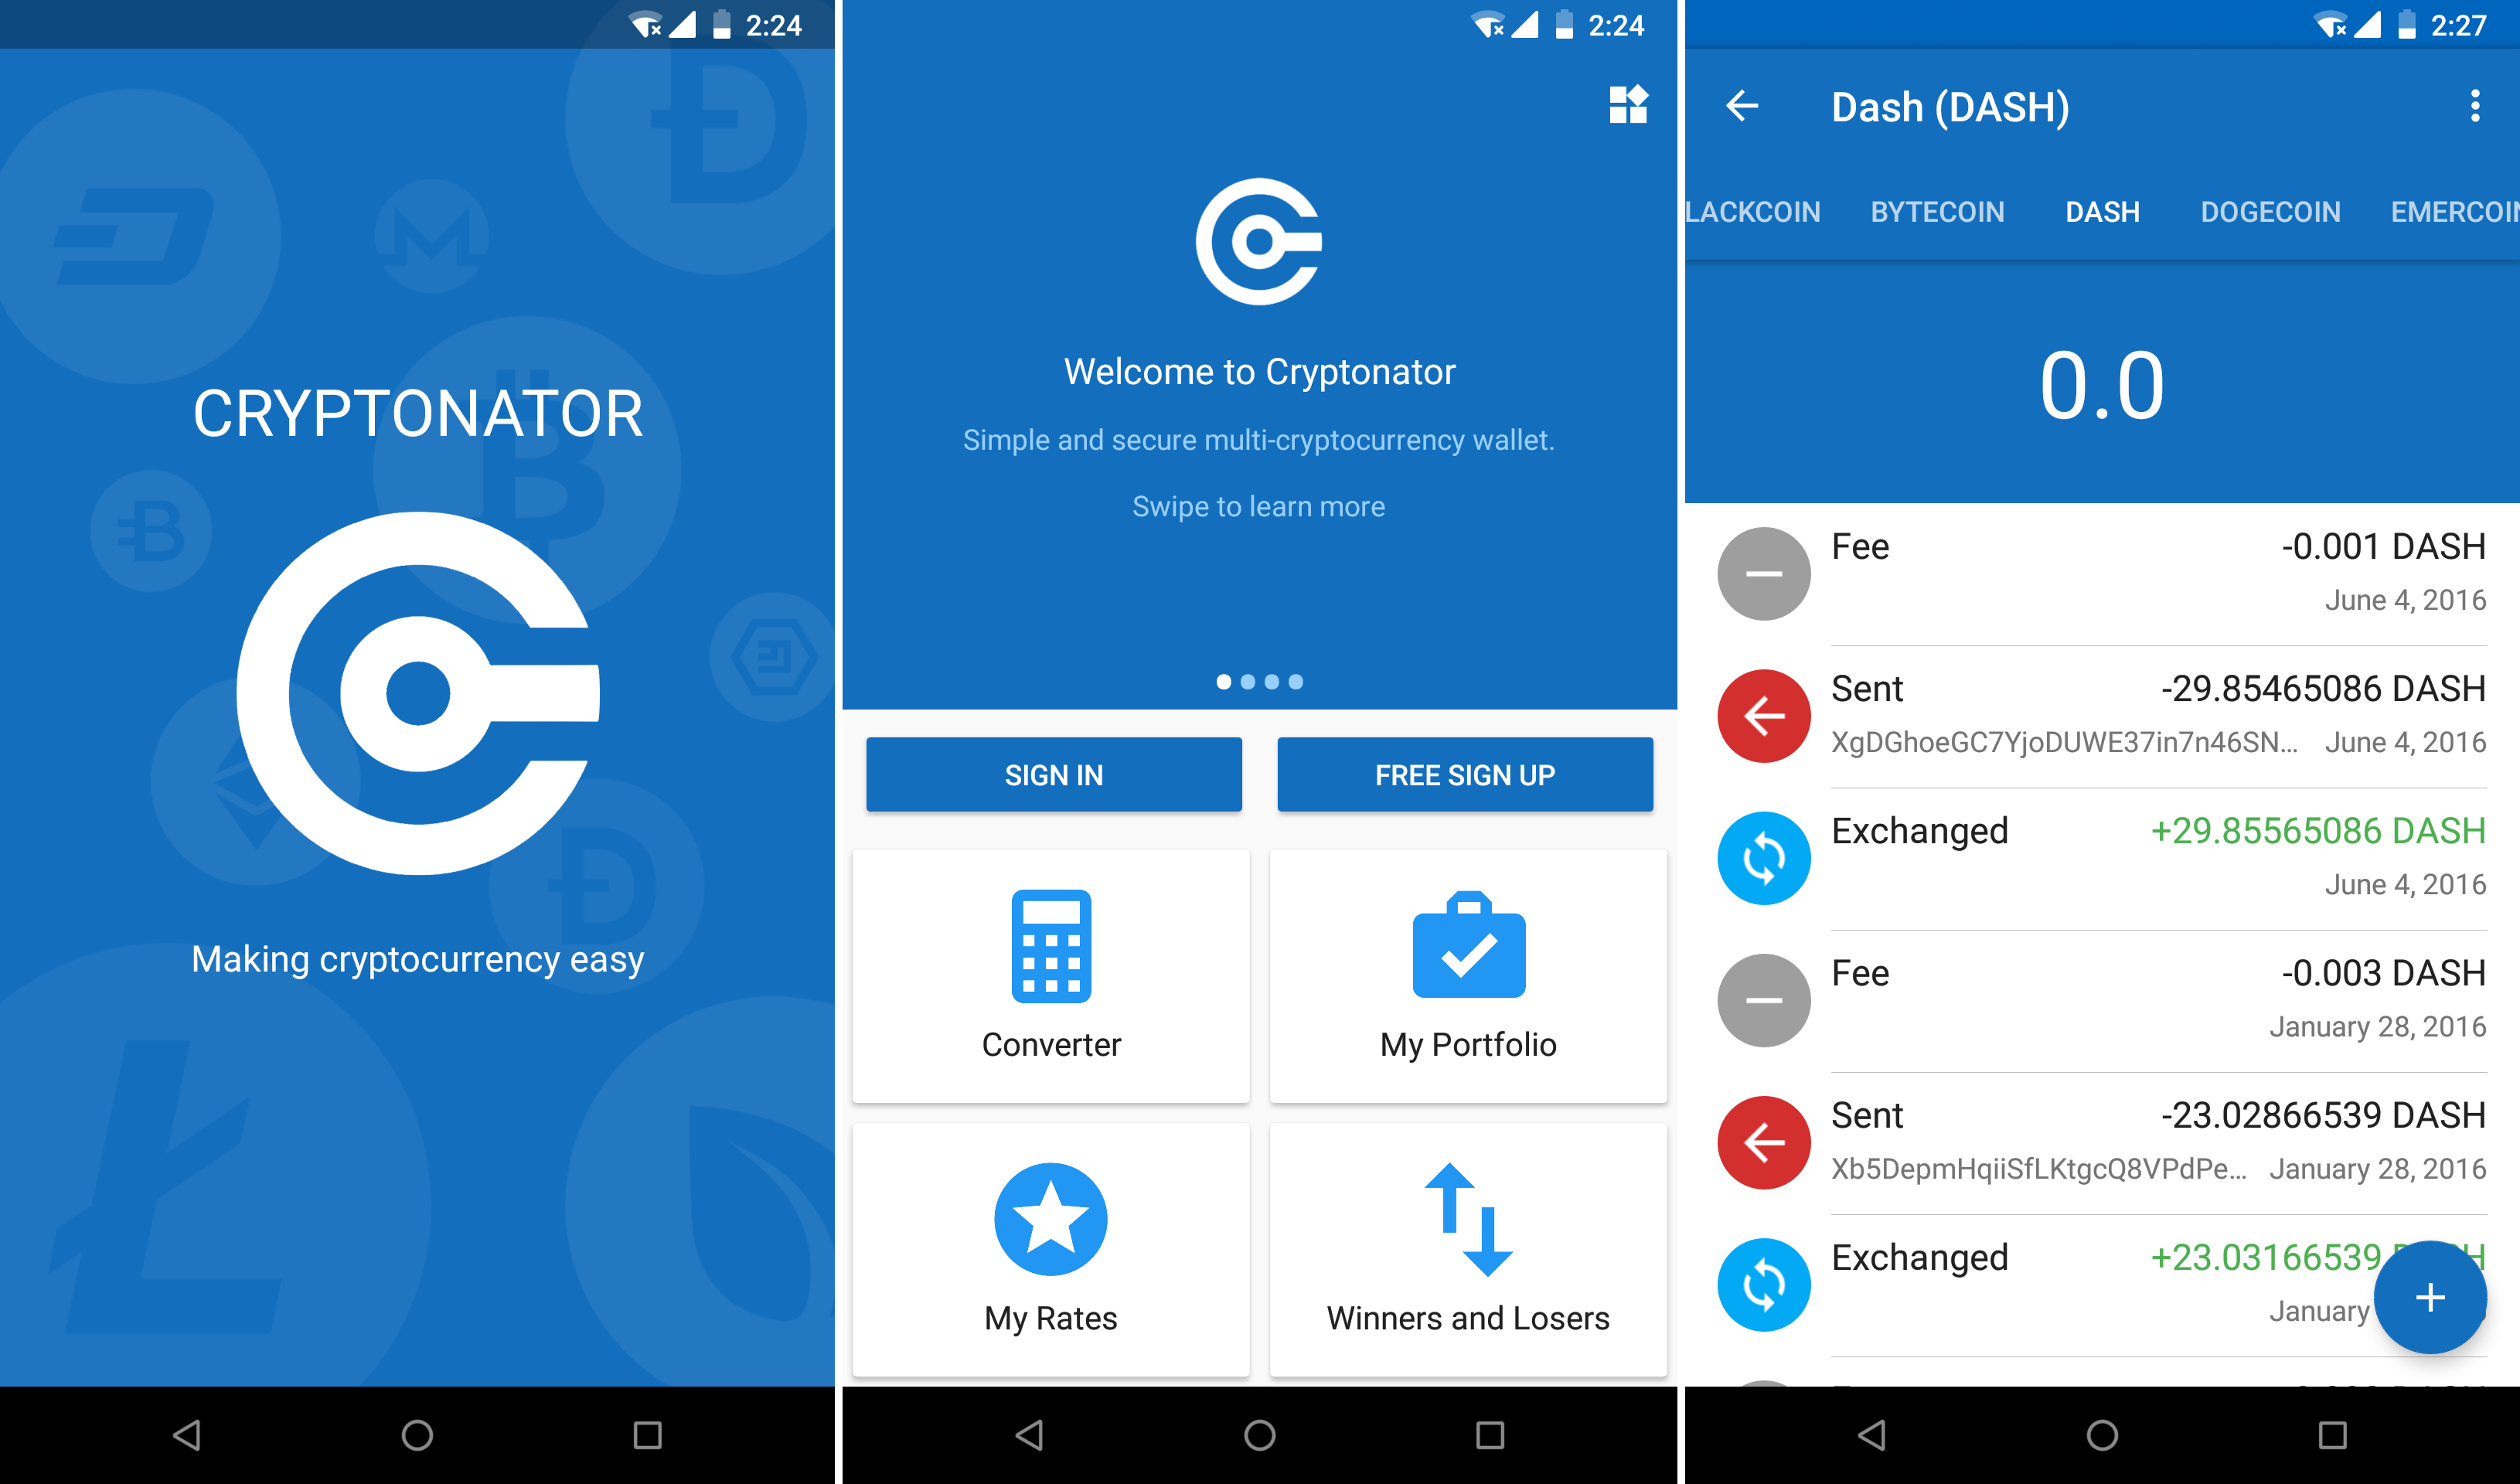 2:24
CRYPTONATOR
Making cryptocurrency easy
2:24
Welcome to Cryptonator
Simple and secure multi-cryptocurrency wallet.
Swipe to learn more
SIGN IN
FREE SIGN UP
Converter
My Portfolio
My Rates
Winners and Losers
2:27
Dash (DASH)
LACKCOIN BYTECOIN DASH DOGECOIN EMERCOIN
0.0
Fee -0.001 DASH
June 4, 2016
Sent -29.85465086 DASH
XgDGhoeGC7YjoDUWE37in7n46SN... June 4, 2016
Exchanged +29.85565086 DASH
June 4, 2016
Fee -0.003 DASH
January 28, 2016
Sent -23.02866539 DASH
Xb5DepmHqiiSfLKtgcQ8VPdPe... January 28, 2016
Exchanged +23.03166539
January